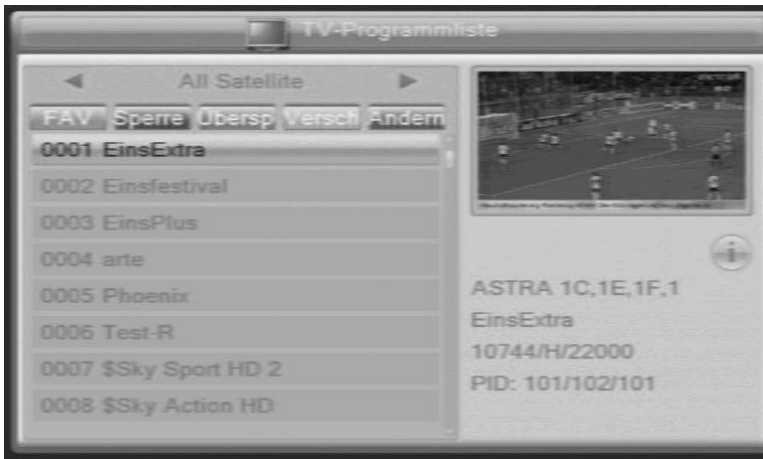 TV-Programmliste
All Satellite
FAV Sperre Übersp Versch Ändern
0001 EinsExtra
0002 Einsfestival
0003 EinsPlus
0004 arte
0005 Phoenix
0006 Test-R
0007 $Sky Sport HD 2
0008 $Sky Action HD
ASTRA 1C,1E,1F,1
EinsExtra
10744/H/22000
PID: 101/102/101